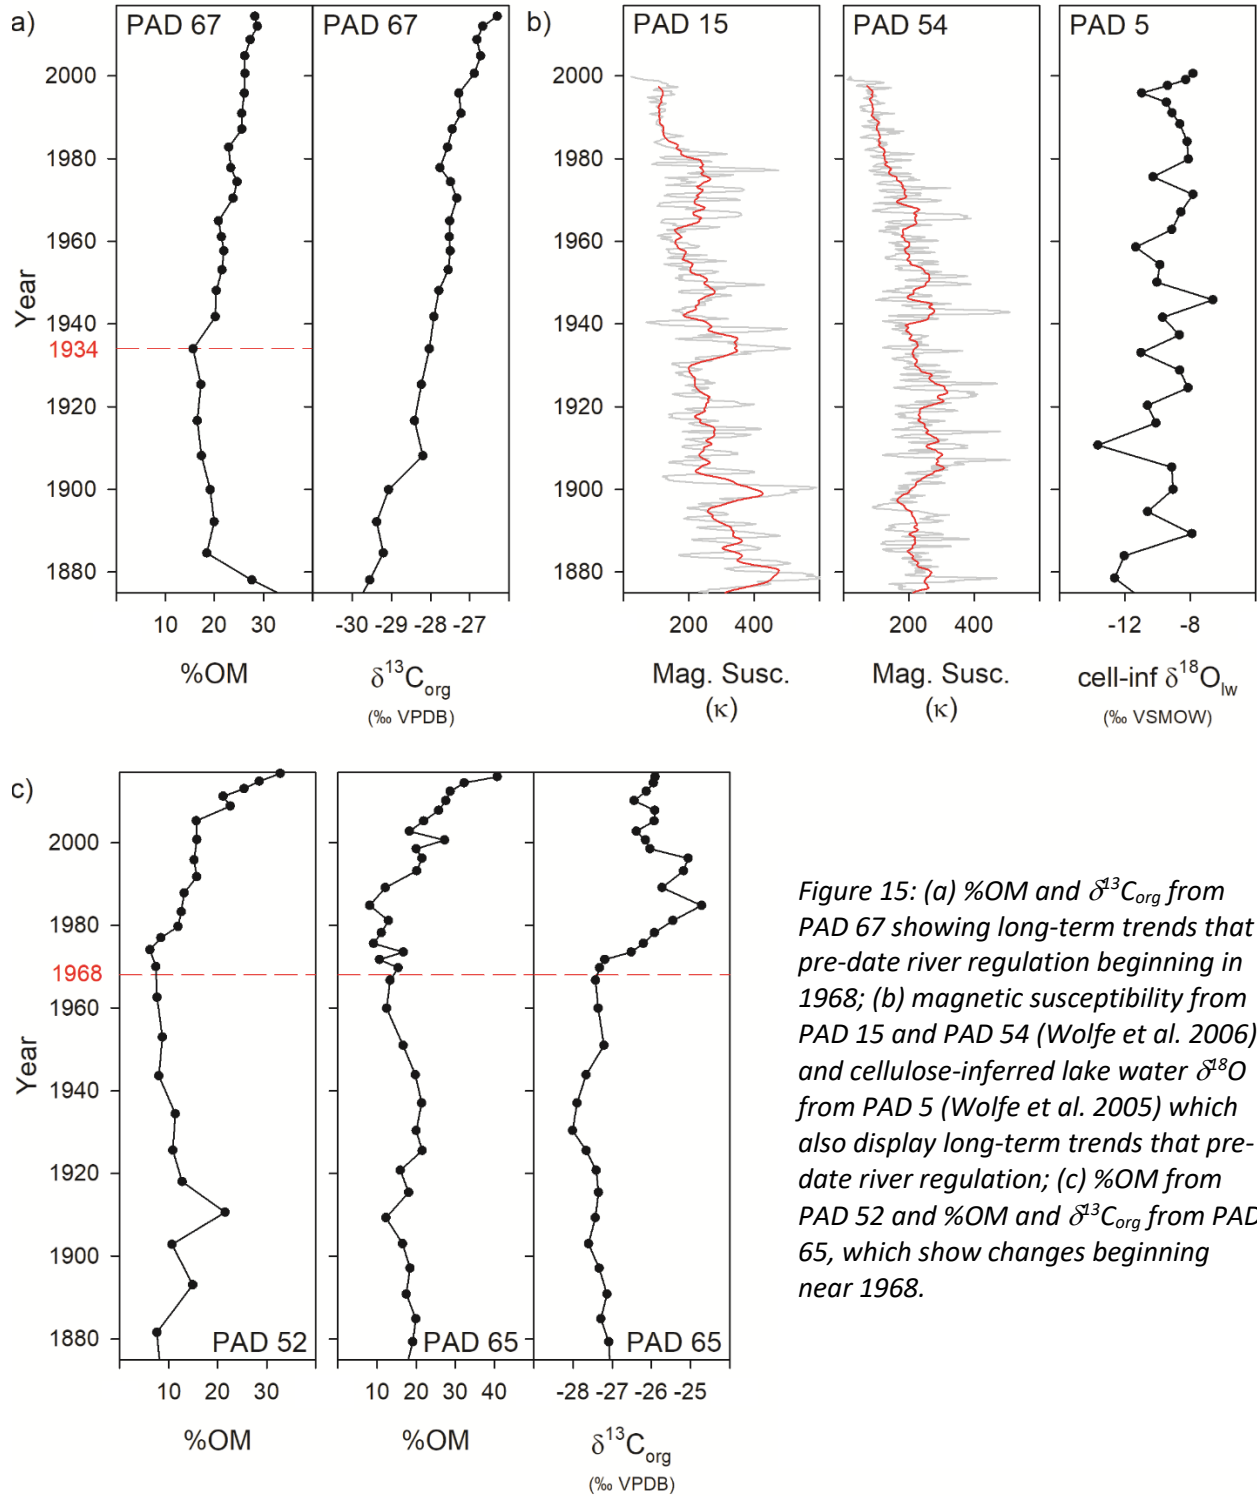 a)
PAD 67
PAD 67
b)
PAD 15
PAD 54
PAD 5
2000
1980
1960
1940
1934
1920
1900
1880
Year
10 20 30
-30 -29 -28 -27
200 400
200 400
-12 -8
%OM
δ13Corg
(‰ VPDB)
Mag. Susc.
(κ)
Mag. Susc.
(κ)
cell-inf δ18Olw
(‰ VSMOW)
c)
2000
1980
1968
1960
1940
1920
1900
1880
Year
PAD 52
PAD 65
PAD 65
10 20 30
10 20 30 40
-28 -27 -26 -25
%OM
%OM
δ13Corg
(‰ VPDB)
Figure 15: (a) %OM and δ13Corg from
PAD 67 showing long-term trends that
pre-date river regulation beginning in
1968; (b) magnetic susceptibility from
PAD 15 and PAD 54 (Wolfe et al. 2006)
and cellulose-inferred lake water δ18O
from PAD 5 (Wolfe et al. 2005) which
also display long-term trends that pre-
date river regulation; (c) %OM from
PAD 52 and %OM and δ13Corg from PAD
65, which show changes beginning
near 1968.